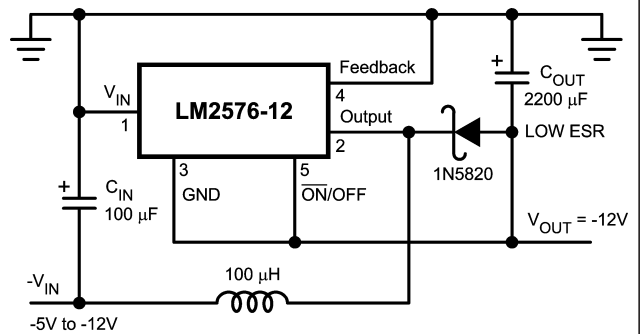 Feedback
+
C_OUT
2200 µF
V_IN
LM2576-12
4
Output
1
2
LOW ESR
1N5820
3
5
+
C_IN
100 µF
GND
ON/OFF
V_OUT = -12V
100 µH
-V_IN
-5V to -12V